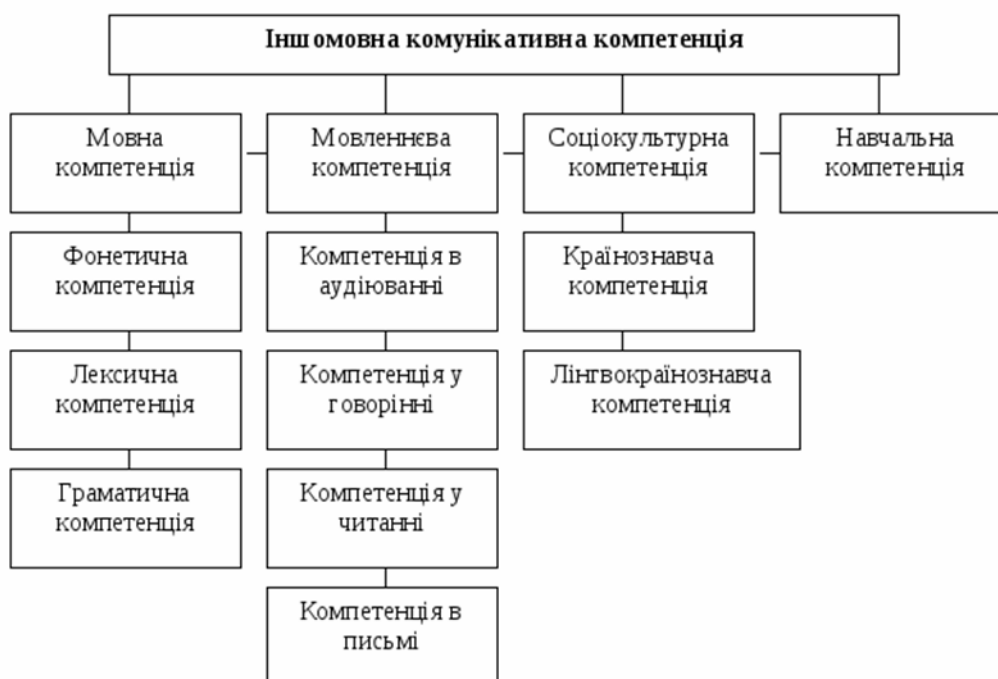 Іншомовна комунікативна компетенція
Мовна
компетенція
Мовленнєва
компетенція
Соціокультурна
компетенція
Навчальна
компетенція
Фонетична
компетенція
Компетенція в
аудіюванні
Країнознавча
компетенція
Лексична
компетенція
Компетенція у
говорінні
Лінгвокраїнознавча
компетенція
Граматична
компетенція
Компетенція у
читанні
Компетенція в
письмі